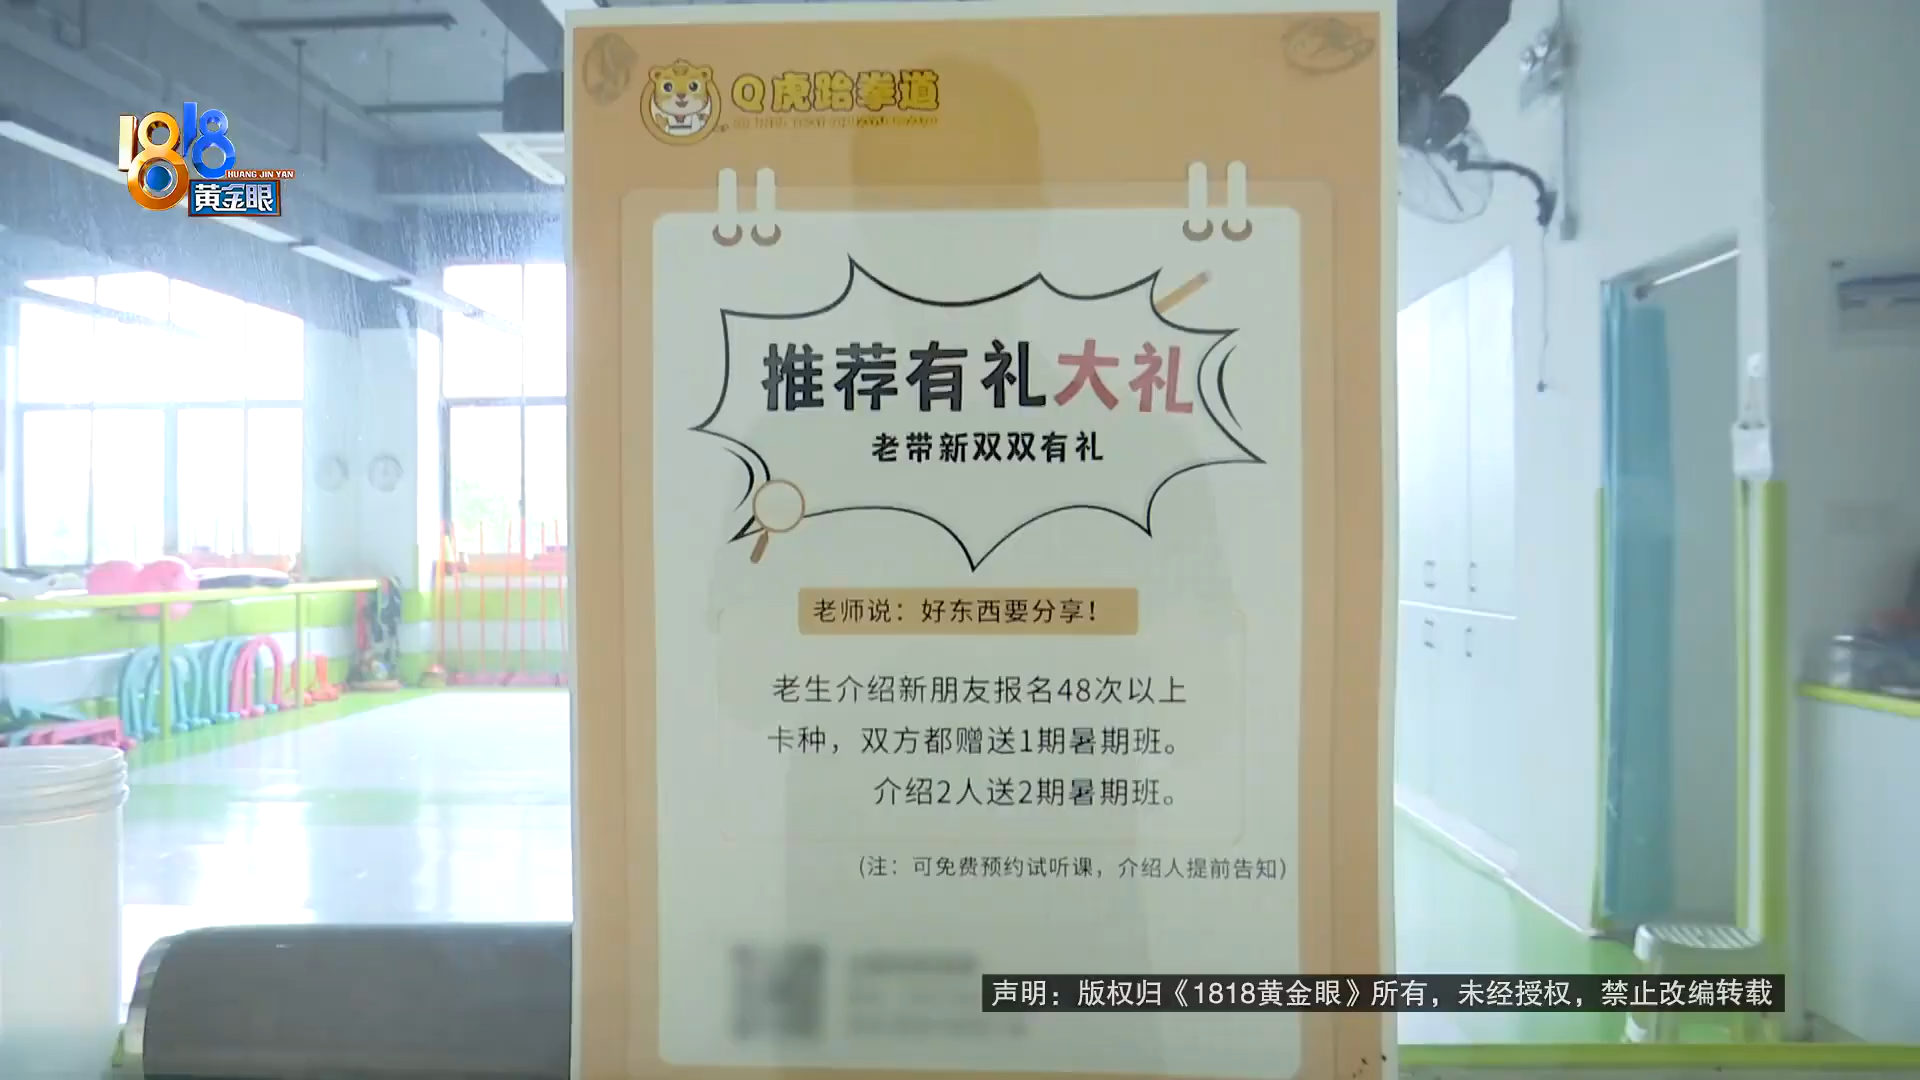 1818
HUANG JIN YAN
黄金眼
Q虎跆拳道
推荐有礼大礼
老带新双双有礼
老师说：好东西要分享！
老生介绍新朋友报名48次以上
卡种，双方都赠送1期暑期班。
介绍2人送2期暑期班。
（注：可免费预约试听课，介绍人提前告知）
声明：版权归《1818黄金眼》所有，未经授权，禁止改编转载